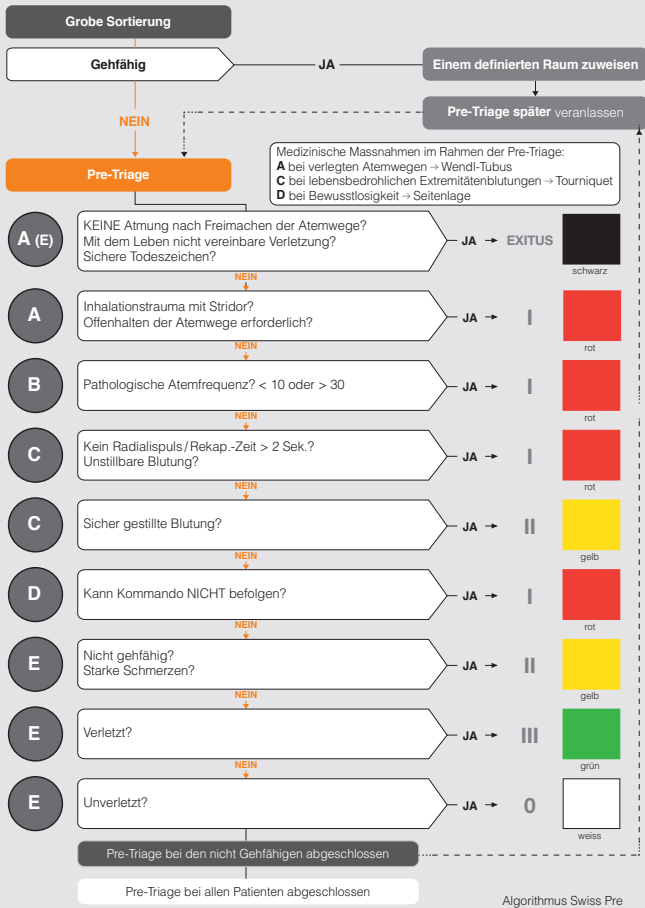 Grobe Sortierung
Gehfähig
JA
Einem definierten Raum zuweisen
Pre-Triage später veranlassen
NEIN
Pre-Triage
Medizinische Massnahmen im Rahmen der Pre-Triage:
A bei verlegten Atemwegen → Wendl-Tubus
C bei lebensbedrohlichen Extremitätenblutungen → Tourniquet
D bei Bewusstlosigkeit → Seitenlage
A (E)
KEINE Atmung nach Freimachen der Atemwege?
Mit dem Leben nicht vereinbare Verletzung?
Sichere Todeszeichen?
JA
EXITUS
schwarz
NEIN
A
Inhalationstrauma mit Stridor?
Offenhalten der Atemwege erforderlich?
JA
I
rot
NEIN
B
Pathologische Atemfrequenz? < 10 oder > 30
JA
I
rot
NEIN
C
Kein Radialispuls/Rekap.-Zeit > 2 Sek.?
Unstillbare Blutung?
JA
I
rot
NEIN
C
Sicher gestillte Blutung?
JA
II
gelb
NEIN
D
Kann Kommando NICHT befolgen?
JA
I
rot
NEIN
E
Nicht gehfähig?
Starke Schmerzen?
JA
II
gelb
NEIN
E
Verletzt?
JA
III
grün
NEIN
E
Unverletzt?
JA
0
weiss
Pre-Triage bei den nicht Gehfähigen abgeschlossen
Pre-Triage bei allen Patienten abgeschlossen
Algorithmus Swiss Pre